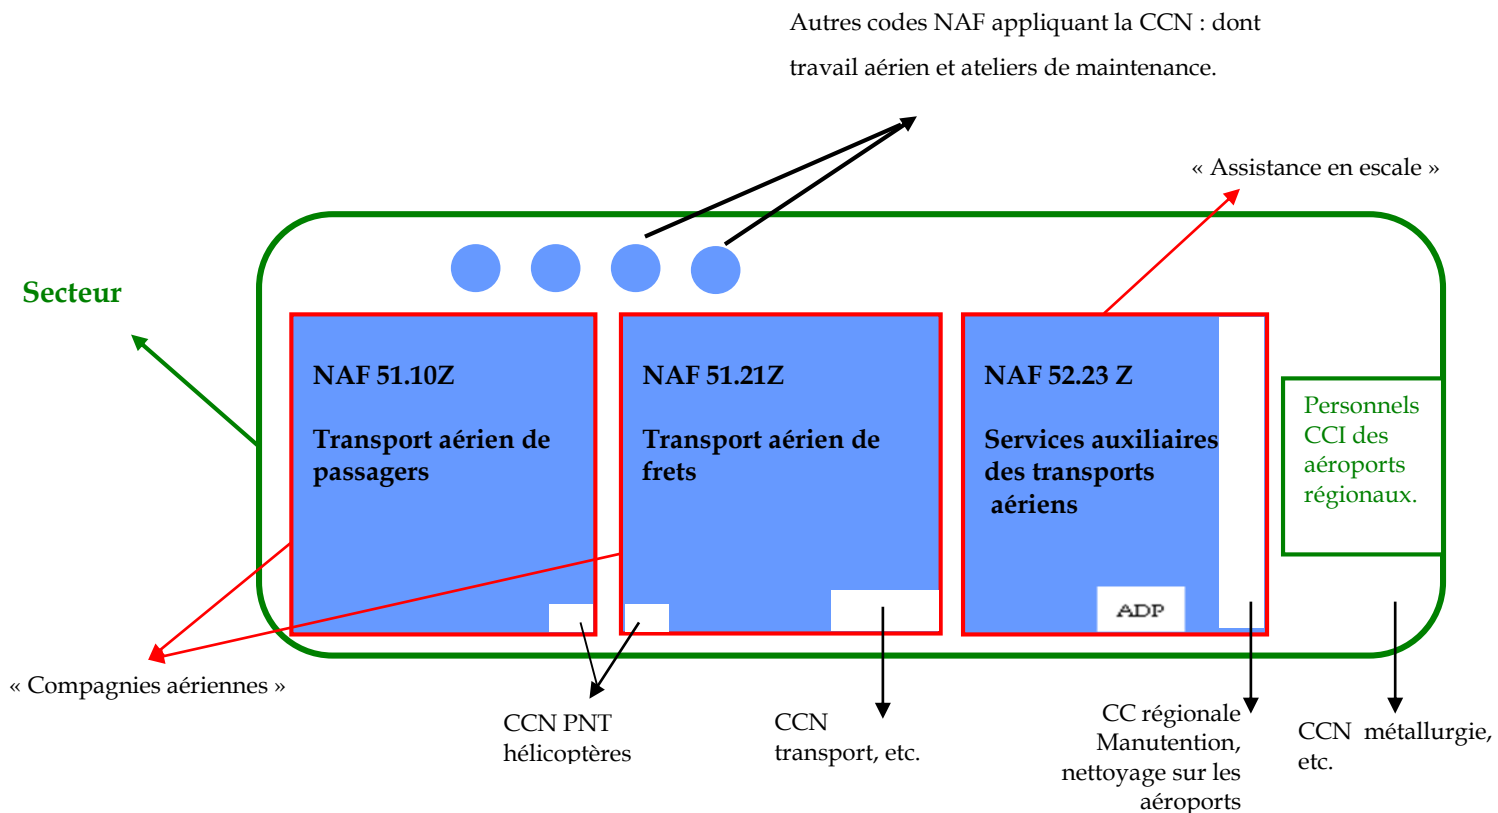 Autres codes NAF appliquant la CCN : dont
travail aérien et ateliers de maintenance.
« Assistance en escale »
Secteur
NAF 51.10Z
Transport aérien de
passagers
NAF 51.21Z
Transport aérien de
frets
NAF 52.23 Z
Services auxiliaires
des transports
aériens
ADP
Personnels
CCI des
aéroports
régionaux.
« Compagnies aériennes »
CCN PNT
hélicoptères
CCN
transport, etc.
CC régionale
Manutention,
nettoyage sur les
aéroports
CCN métallurgie,
etc.